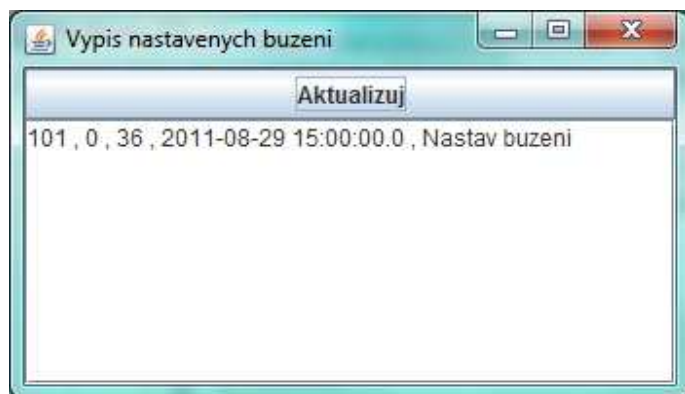 Vypis nastavenych buzeni
Aktualizuj
101 , 0 , 36 , 2011-08-29 15:00:00.0 , Nastav buzeni